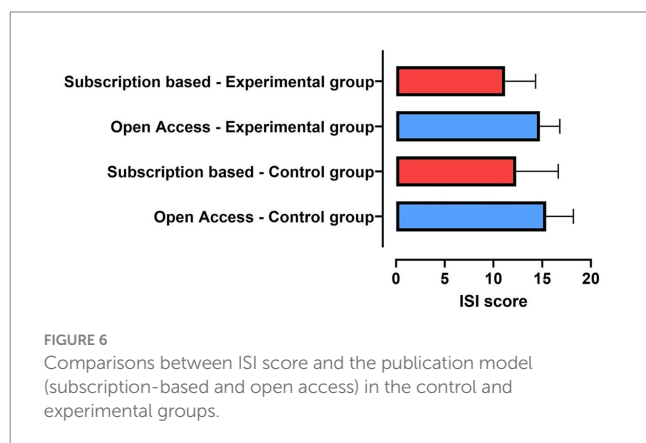 Subscription based - Experimental group
Open Access - Experimental group
Subscription based - Control group
Open Access - Control group
0 5 10 15 20
ISI score
FIGURE 6
Comparisons between ISI score and the publication model
(subscription-based and open access) in the control and
experimental groups.